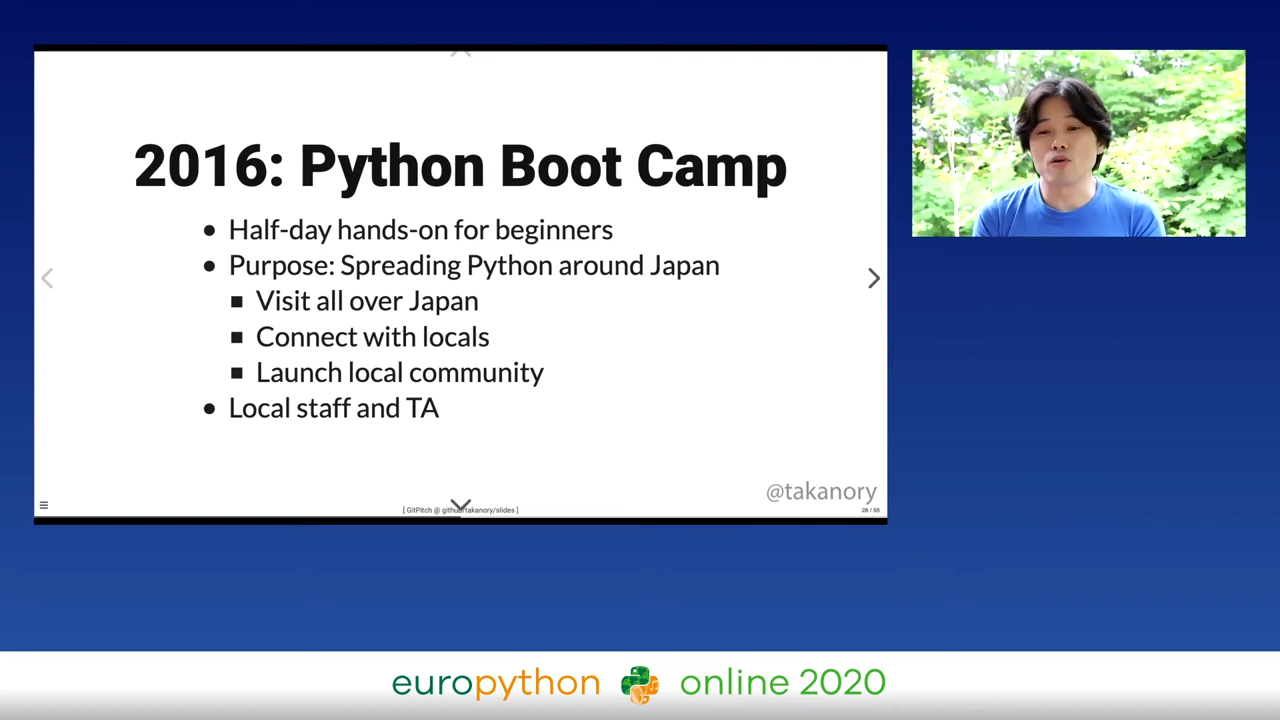 2016: Python Boot Camp
Half-day hands-on for beginners
Purpose: Spreading Python around Japan
Visit all over Japan
Connect with locals
Launch local community
Local staff and TA
@takanory
[ GitPitch @ github/takanory/slides ]
28 / 55
europython online 2020